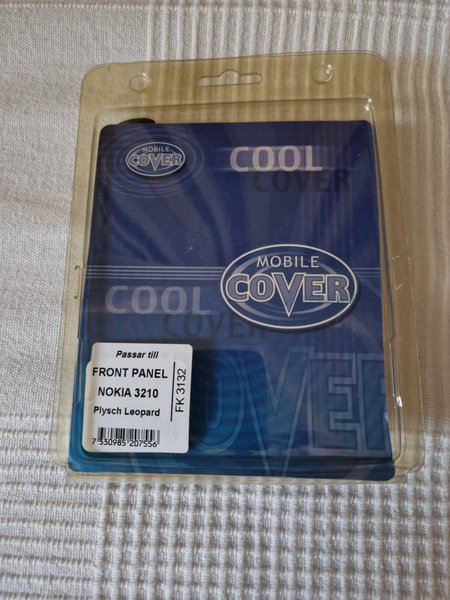 MOBILE
COVER
COOL
COVER
MOBILE
COVER
COOL
COVER
COVER
Passar till
FRONT PANEL
NOKIA 3210
Plysch Leopard
FK 3132
7 330985 207556